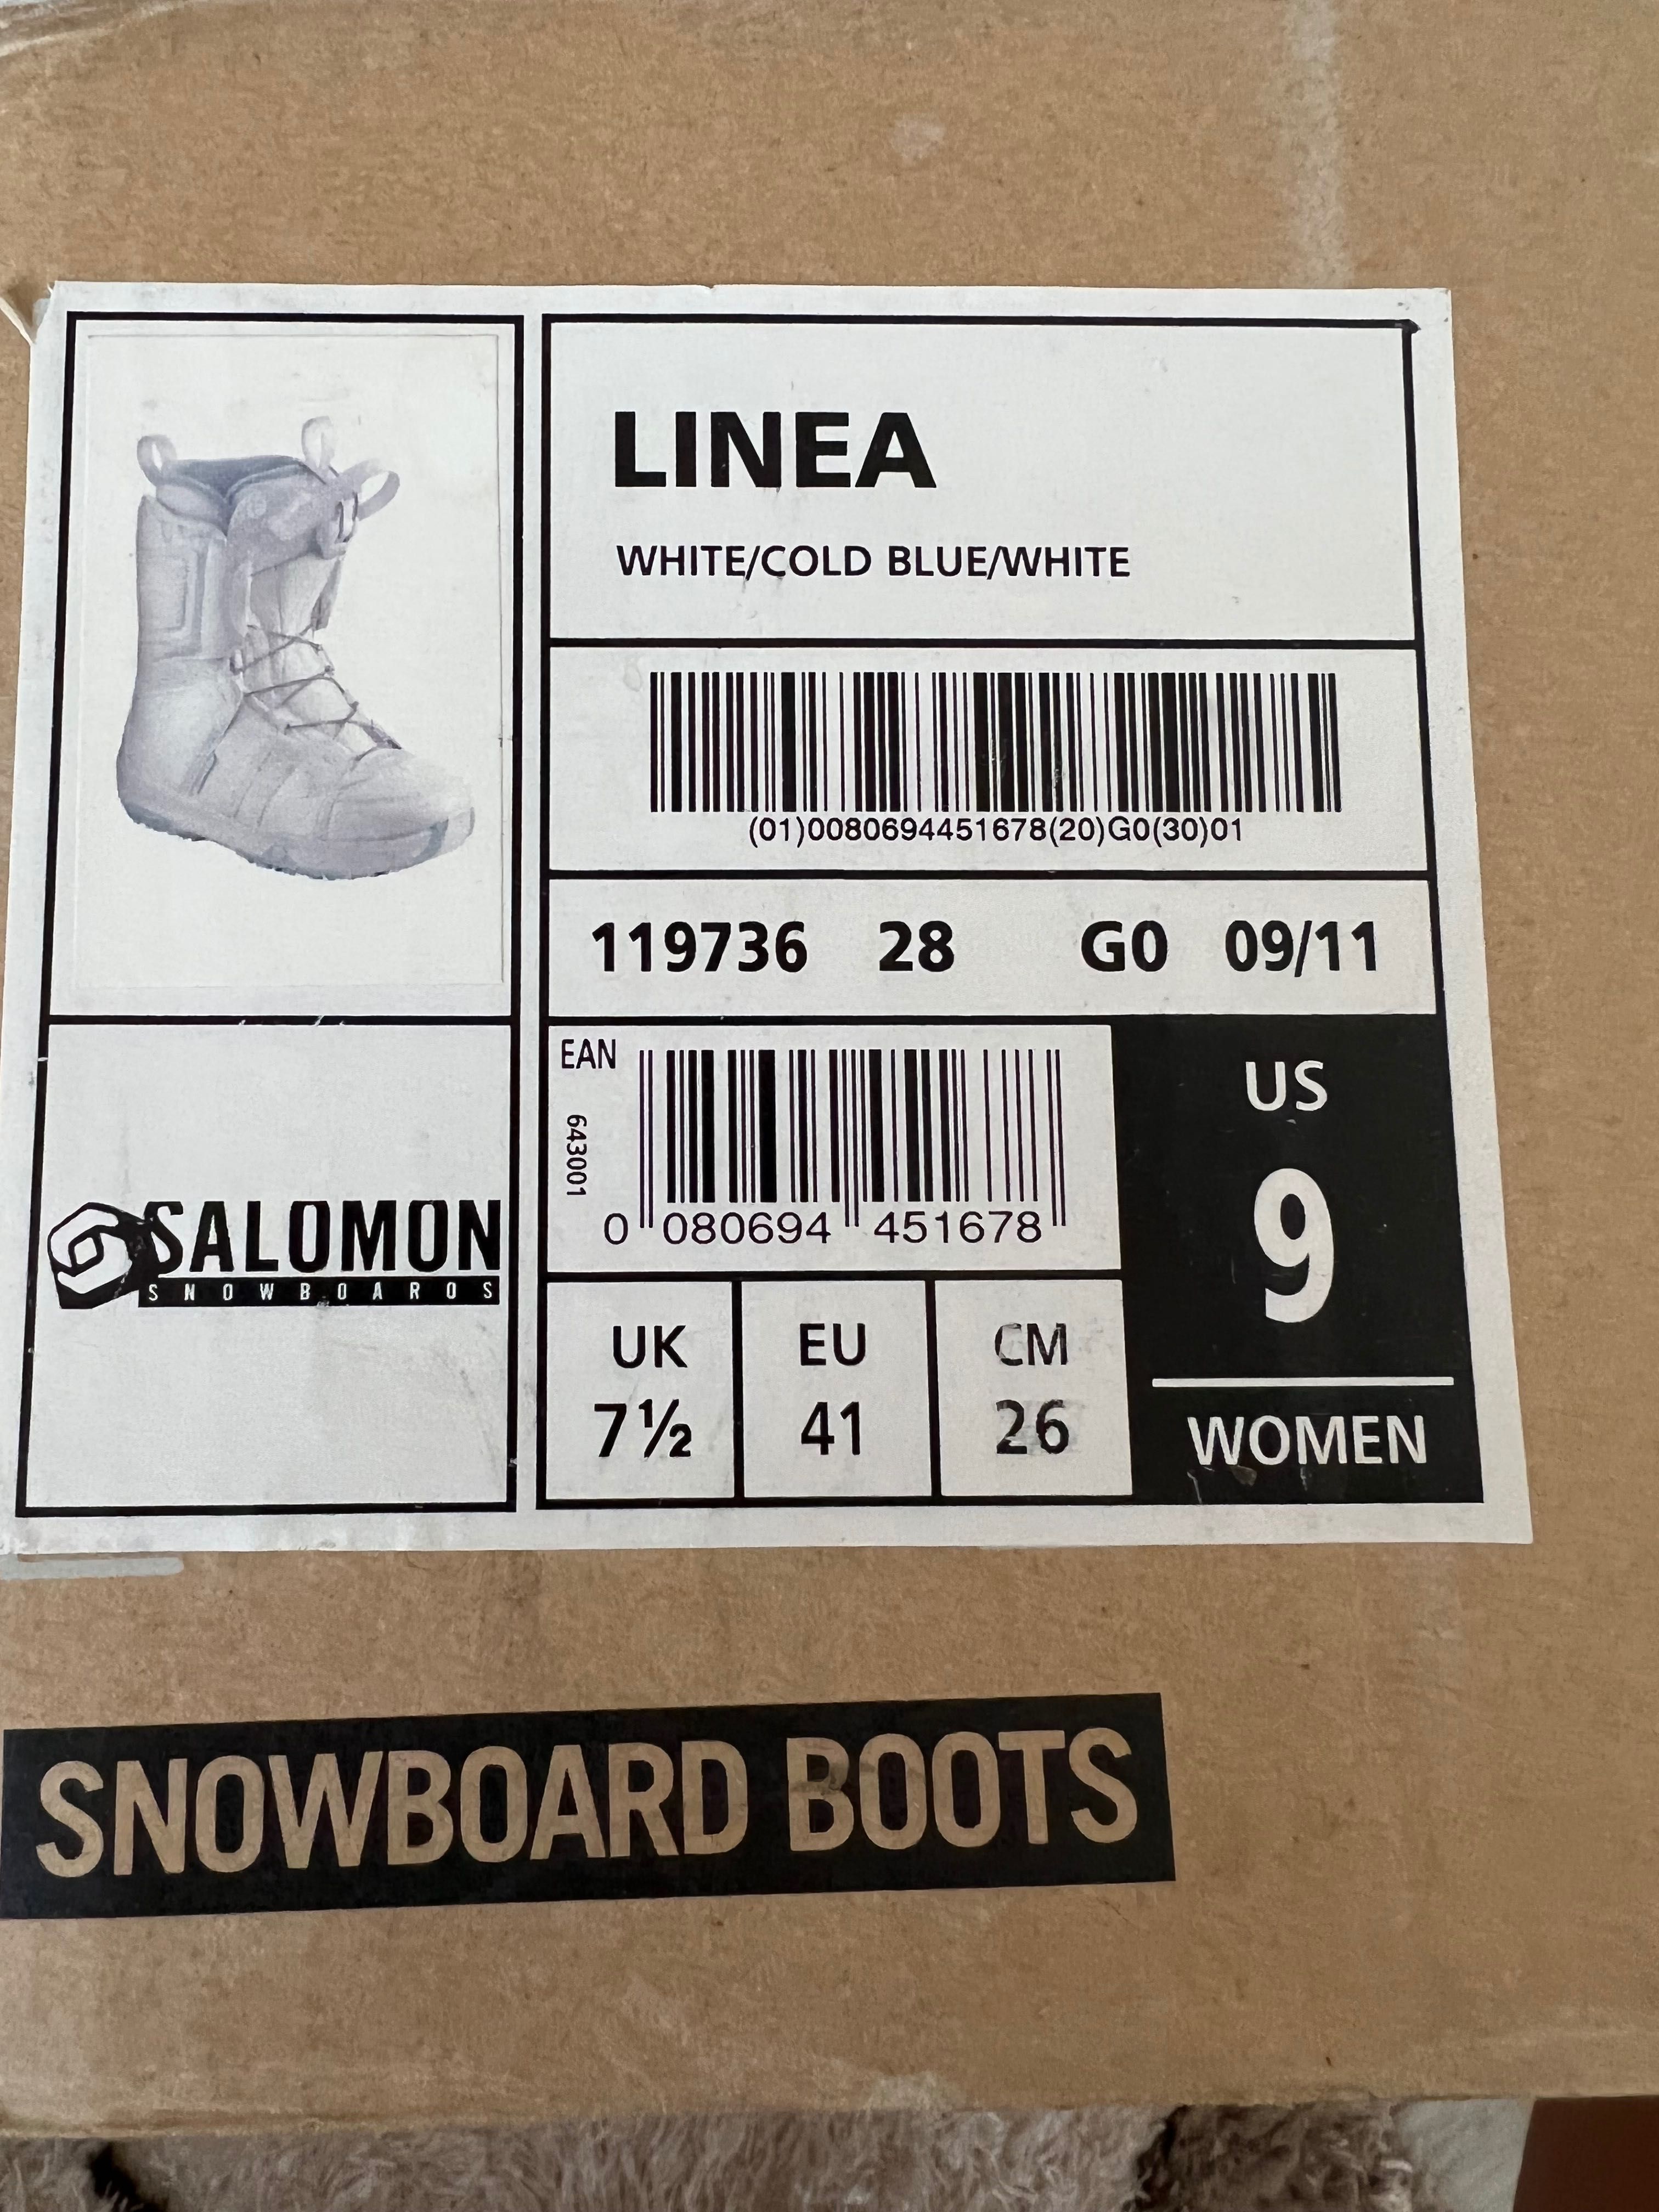 LINEA
WHITE/COLD BLUE/WHITE
(01)0080694451678(20)G0(30)01
119736 28 G0 09/11
EAN
643001
0 080694 451678
US
9
WOMEN
SALOMON
SNOWBOARDS
UK EU CM
7½ 41 26
SNOWBOARD BOOTS